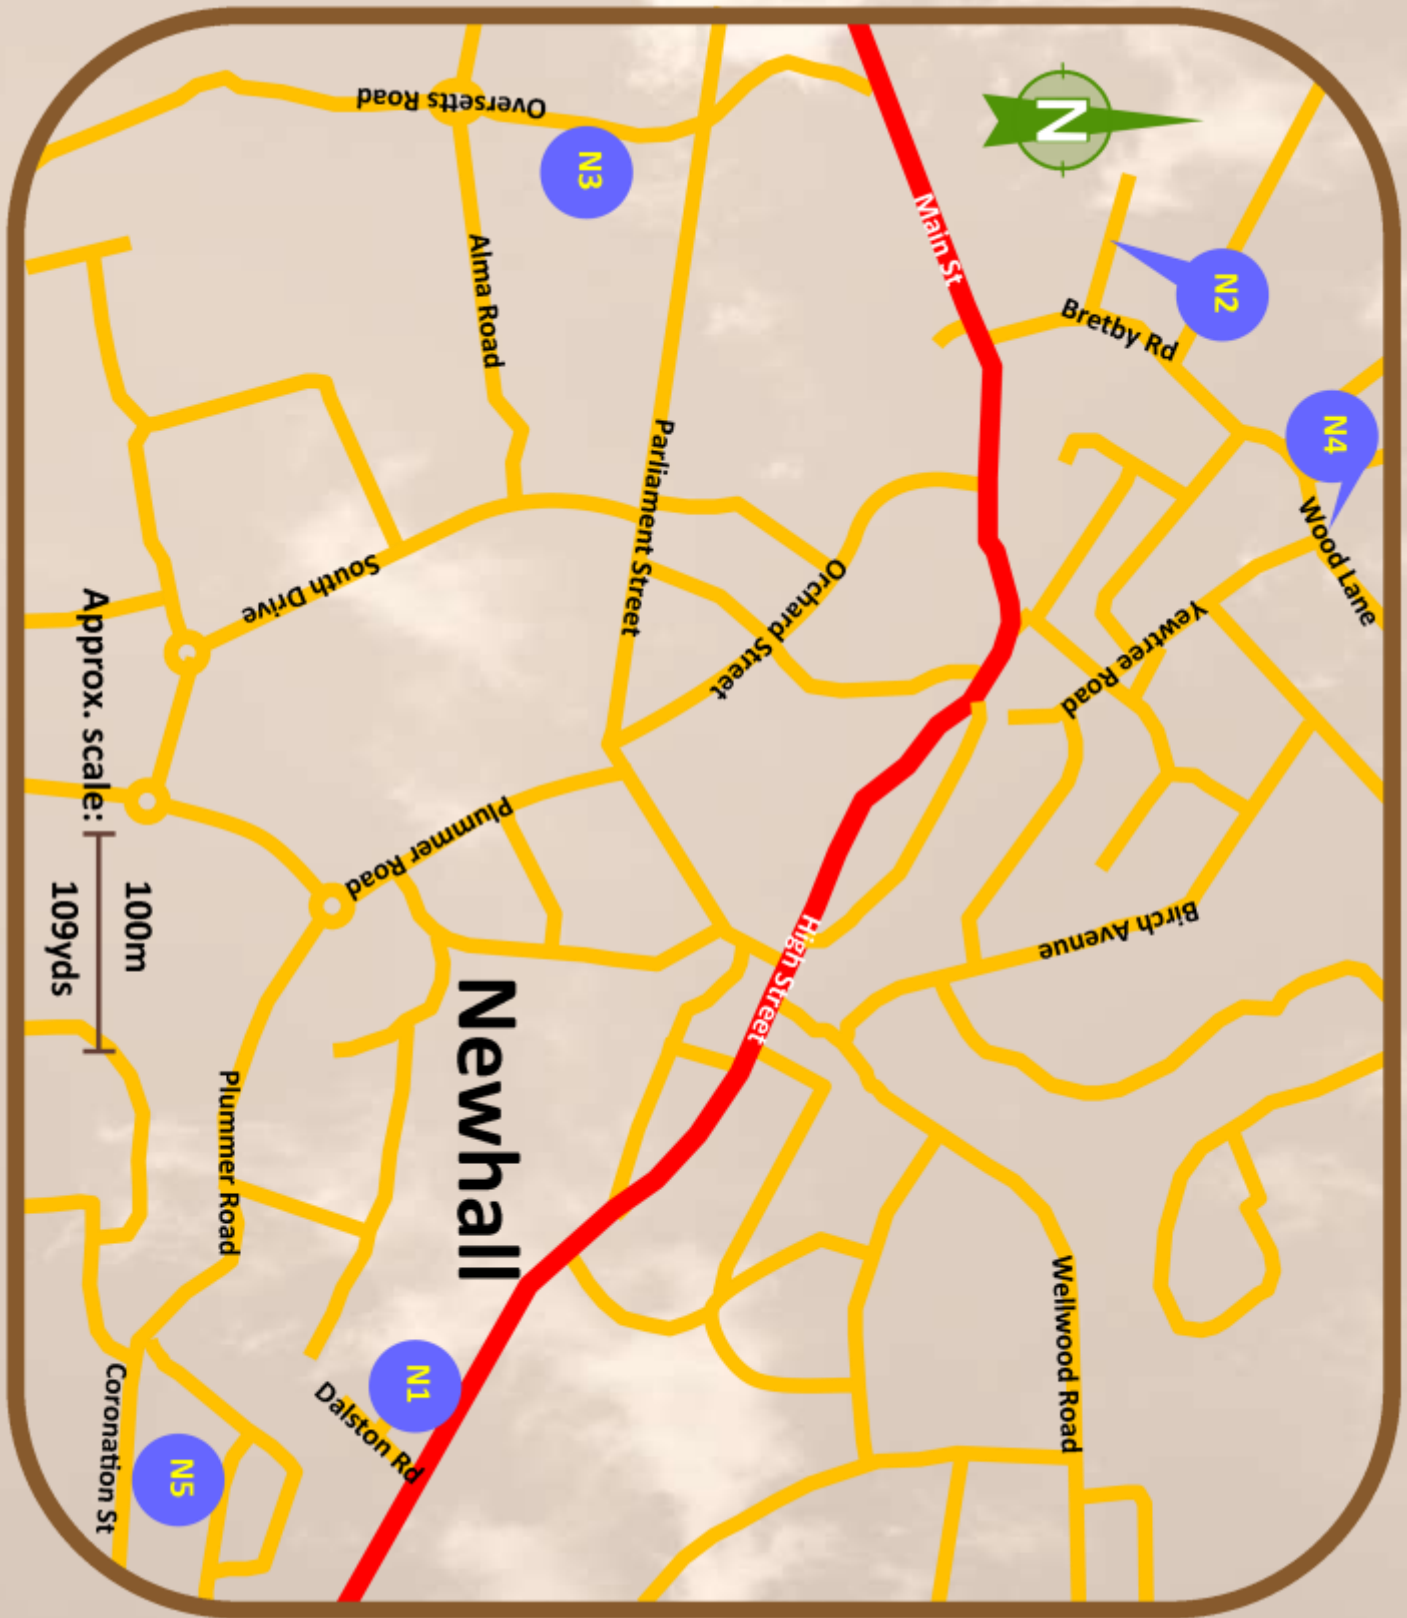 N
Oversetts Road
N3
Main St
Alma Road
N2
Bretby Rd
N4
Parliament Street
Wood Lane
South Drive
Orchard Street
Yewtree Road
Approx. scale:
100m
109yds
Plummer Road
Birch Avenue
High Street
Newhall
Plummer Road
Wellwood Road
N1
Dalston Rd
Coronation St
N5